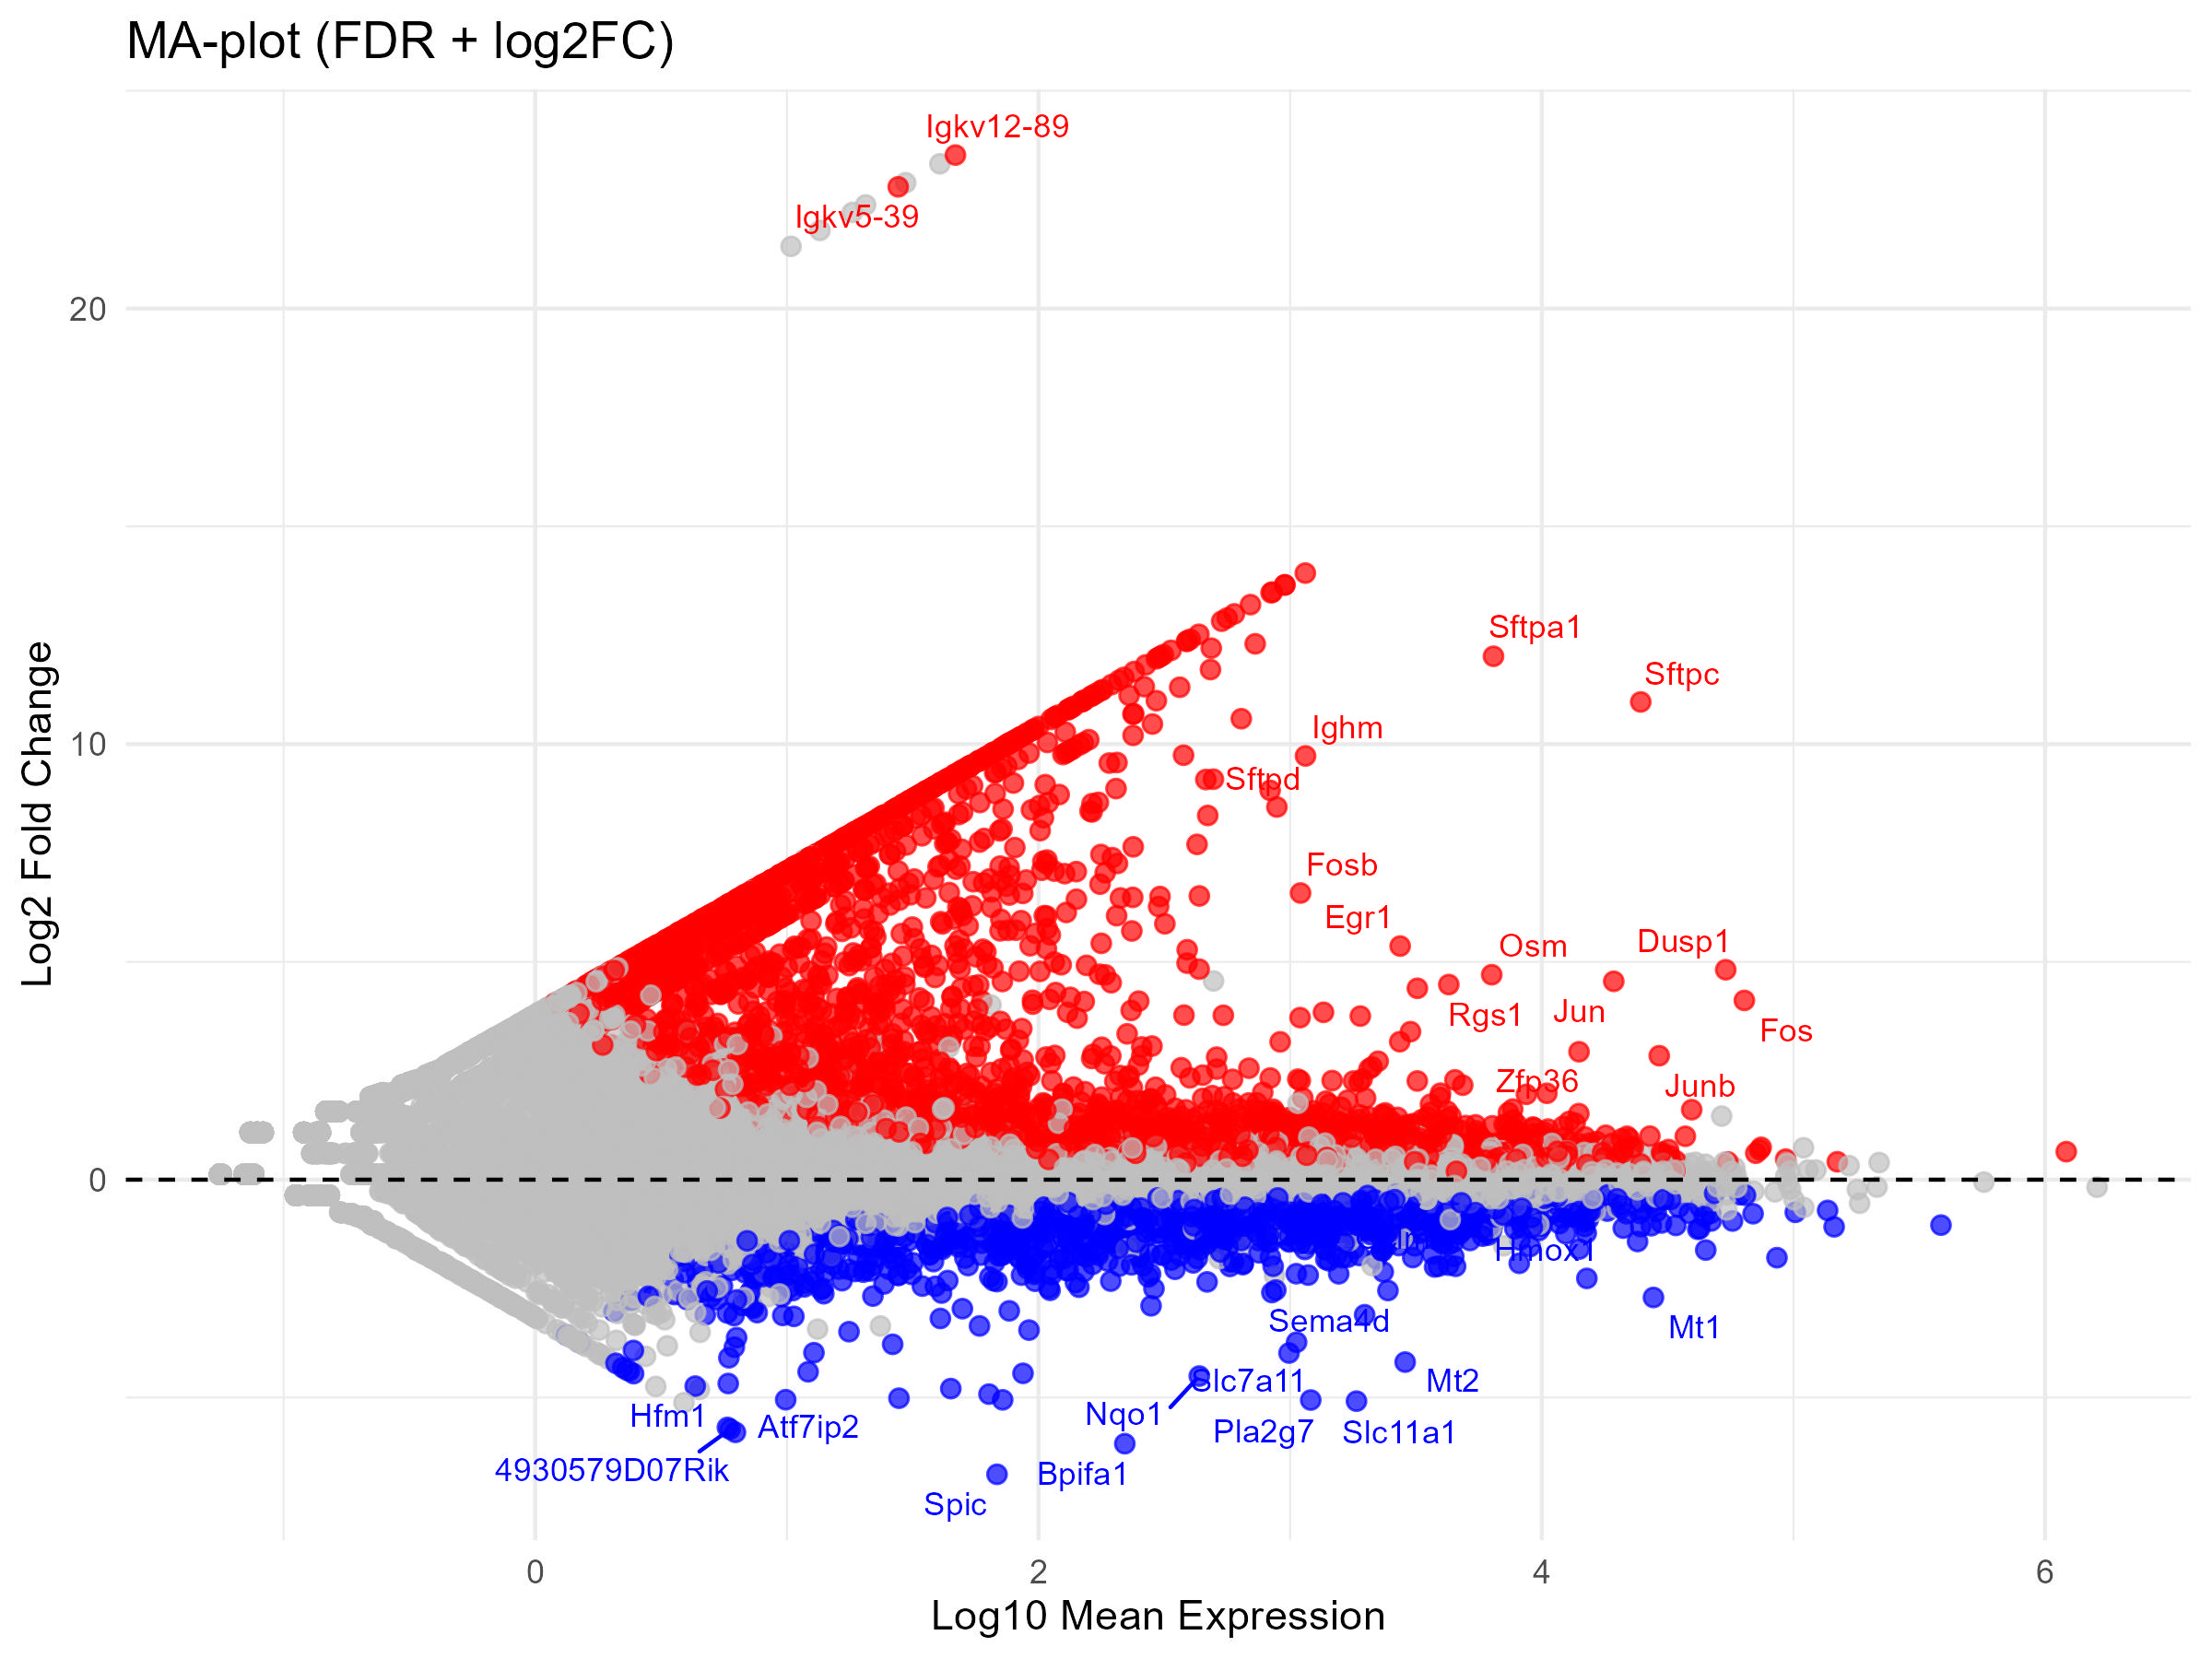 MA-plot (FDR + log2FC)
Igkv12-89
Igkv5-39
20
Sftpa1
Sftpc
Ighm
10
Sftpd
Fosb
Egr1
Osm
Dusp1
Rgs1
Jun
Fos
Zfp36
Junb
0
Hmox1
Sema4d
Mt1
Slc7a11
Mt2
Nqo1
Hfm1
Atf7ip2
Pla2g7
Slc11a1
4930579D07Rik
Bpifa1
Spic
Log2 Fold Change
0
2
4
6
Log10 Mean Expression